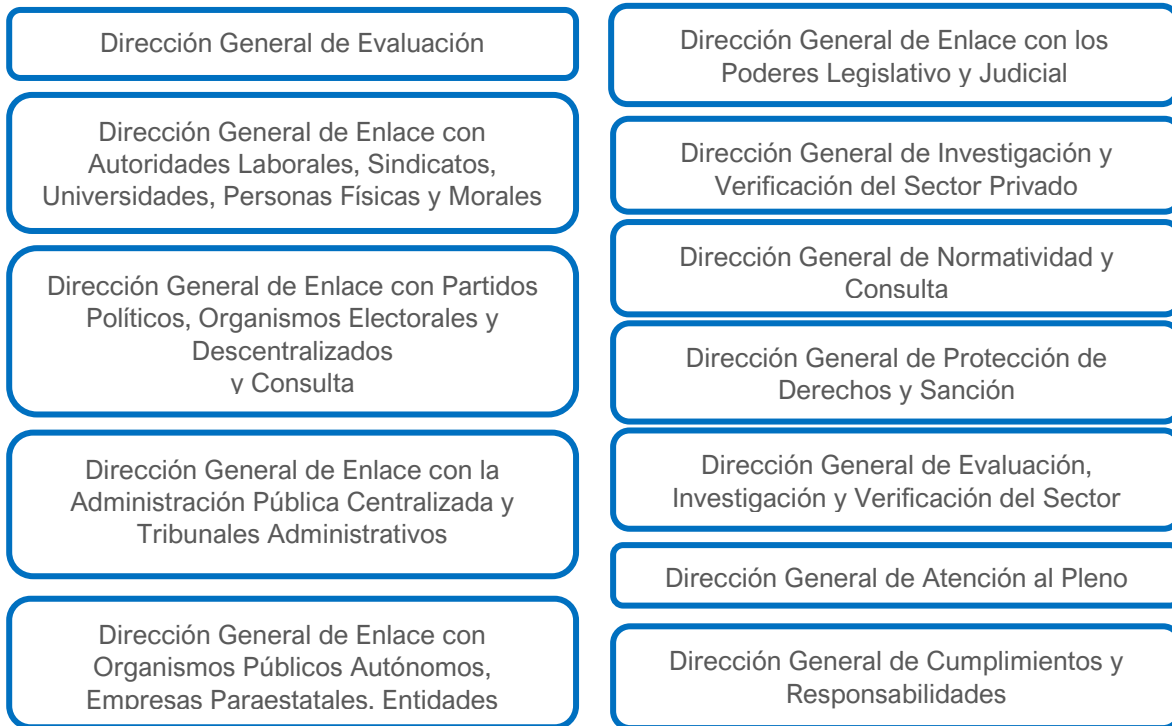 Dirección General de Evaluación
Dirección General de Enlace con
Autoridades Laborales, Sindicatos,
Universidades, Personas Físicas y Morales
Dirección General de Enlace con Partidos
Políticos, Organismos Electorales y
Descentralizados
y Consulta
Dirección General de Enlace con la
Administración Pública Centralizada y
Tribunales Administrativos
Dirección General de Enlace con
Organismos Públicos Autónomos,
Empresas Paraestatales, Entidades
Dirección General de Enlace con los
Poderes Legislativo y Judicial
Dirección General de Investigación y
Verificación del Sector Privado
Dirección General de Normatividad y
Consulta
Dirección General de Protección de
Derechos y Sanción
Dirección General de Evaluación,
Investigación y Verificación del Sector
Dirección General de Atención al Pleno
Dirección General de Cumplimientos y
Responsabilidades